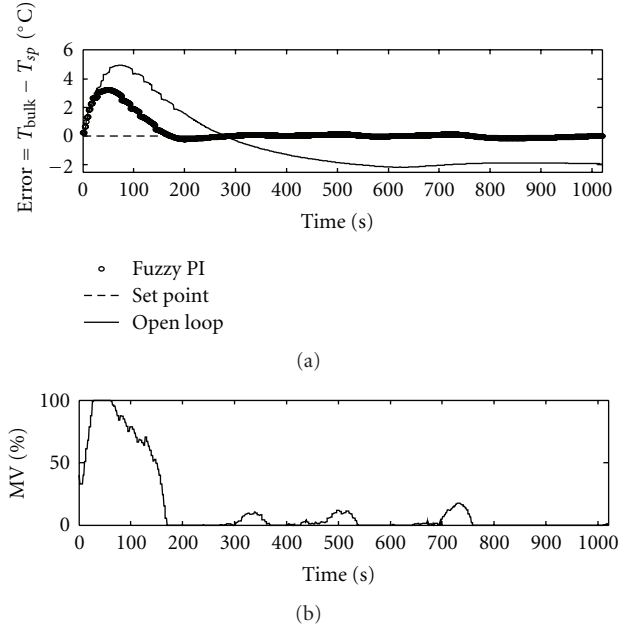 Error = T_bulk − T_sp (°C)
6
4
2
0
−2
0 100 200 300 400 500 600 700 800 900 1000
Time (s)
Fuzzy PI
Set point
Open loop
(a)
MV (%)
100
50
0
0 100 200 300 400 500 600 700 800 900 1000
Time (s)
(b)